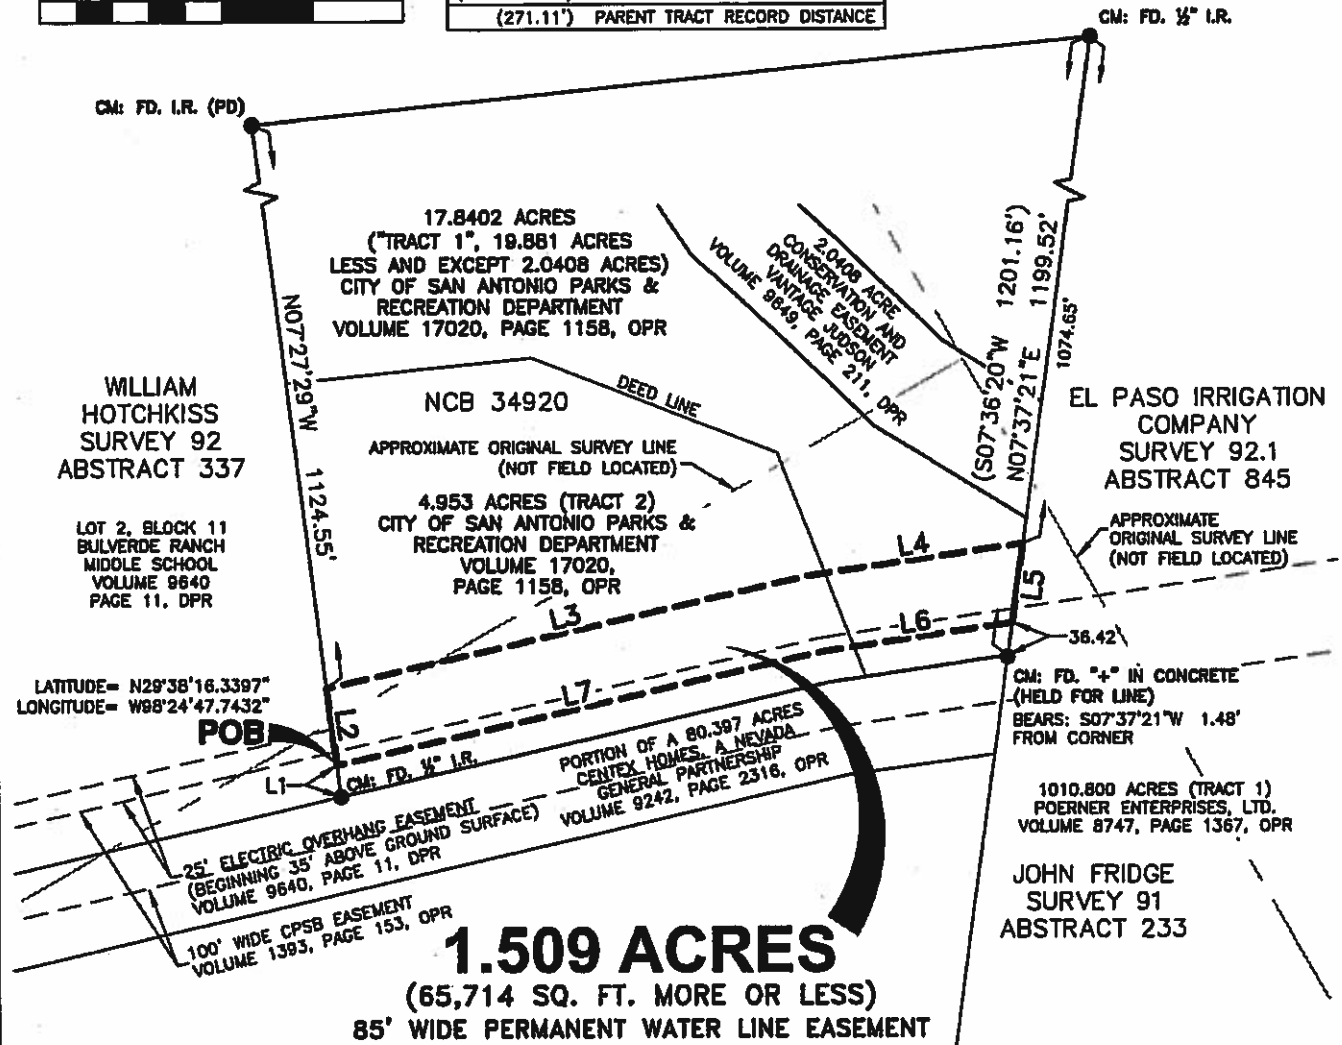 (271.11') PARENT TRACT RECORD DISTANCE
CM: FD. ½" I.R.
CM: FD. I.R. (PD)
17.8402 ACRES
("TRACT 1", 19.881 ACRES
LESS AND EXCEPT 2.0408 ACRES)
CITY OF SAN ANTONIO PARKS &
RECREATION DEPARTMENT
VOLUME 17020, PAGE 1158, OPR
2.0408 ACRE
CONSERVATION AND
DRAINAGE EASEMENT
VANTAGE JUDSON
VOLUME 9649, PAGE 211, DPR
(S07°36'20"W 1201.16')
N07°37'21"E 1199.52'
1074.65'
N07°27'29"W 1124.55'
WILLIAM
HOTCHKISS
SURVEY 92
ABSTRACT 337
NCB 34920
DEED LINE
EL PASO IRRIGATION
COMPANY
SURVEY 92.1
ABSTRACT 845
APPROXIMATE ORIGINAL SURVEY LINE
(NOT FIELD LOCATED)
4.953 ACRES (TRACT 2)
CITY OF SAN ANTONIO PARKS &
RECREATION DEPARTMENT
VOLUME 17020,
PAGE 1158, OPR
LOT 2, BLOCK 11
BULVERDE RANCH
MIDDLE SCHOOL
VOLUME 9640
PAGE 11, DPR
APPROXIMATE
ORIGINAL SURVEY LINE
(NOT FIELD LOCATED)
L4
L5
L3
L6
36.42'
LATITUDE= N29°38'16.3397"
LONGITUDE= W98°24'47.7432"
POB
L2
L7
L1
CM: FD. ½" I.R.
CM: FD. "+" IN CONCRETE
(HELD FOR LINE)
BEARS: S07°37'21"W 1.48'
FROM CORNER
PORTION OF A 80.397 ACRES
CENTEX HOMES, A NEVADA
GENERAL PARTNERSHIP
VOLUME 9242, PAGE 2316, OPR
25' ELECTRIC OVERHANG EASEMENT
(BEGINNING 35' ABOVE GROUND SURFACE)
VOLUME 9640, PAGE 11, DPR
100' WIDE CPSB EASEMENT
VOLUME 1393, PAGE 153, OPR
1010.800 ACRES (TRACT 1)
POERNER ENTERPRISES, LTD.
VOLUME 8747, PAGE 1367, OPR
JOHN FRIDGE
SURVEY 91
ABSTRACT 233
1.509 ACRES
(65,714 SQ. FT. MORE OR LESS)
85' WIDE PERMANENT WATER LINE EASEMENT